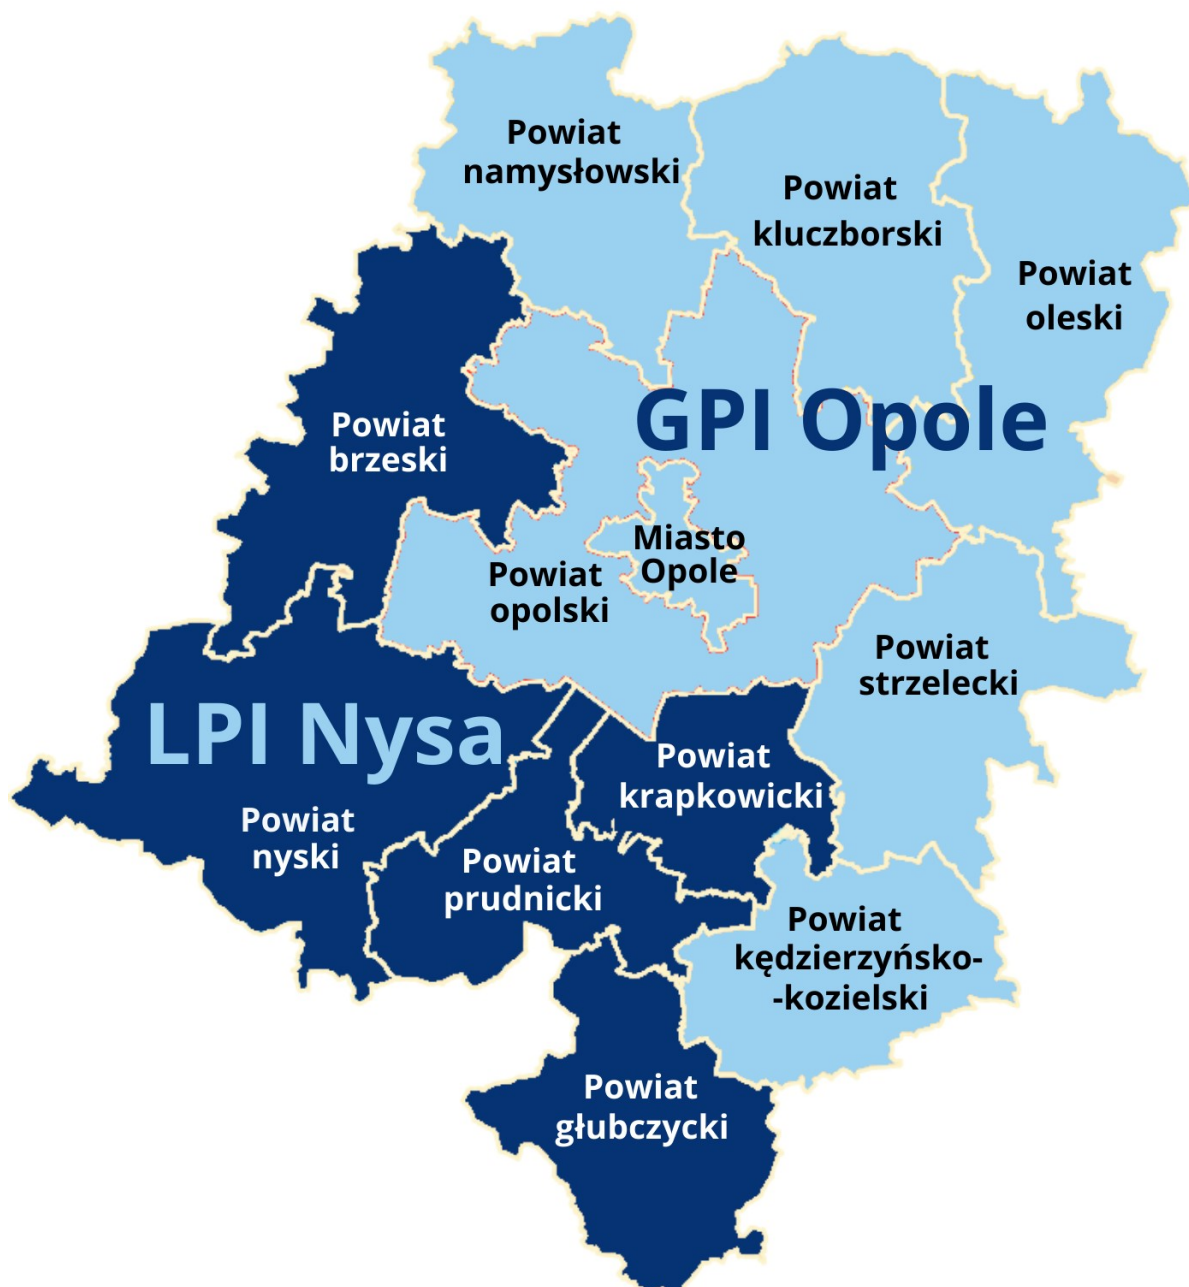 Powiat
namysłowski
Powiat
kluczborski
Powiat
oleski
GPI Opole
Powiat
brzeski
Miasto
Opole
Powiat
opolski
Powiat
strzelecki
LPI Nysa
Powiat
krapkowicki
Powiat
nyski
Powiat
prudnicki
Powiat
kędzierzyńsko-
-kozielski
Powiat
głubczycki